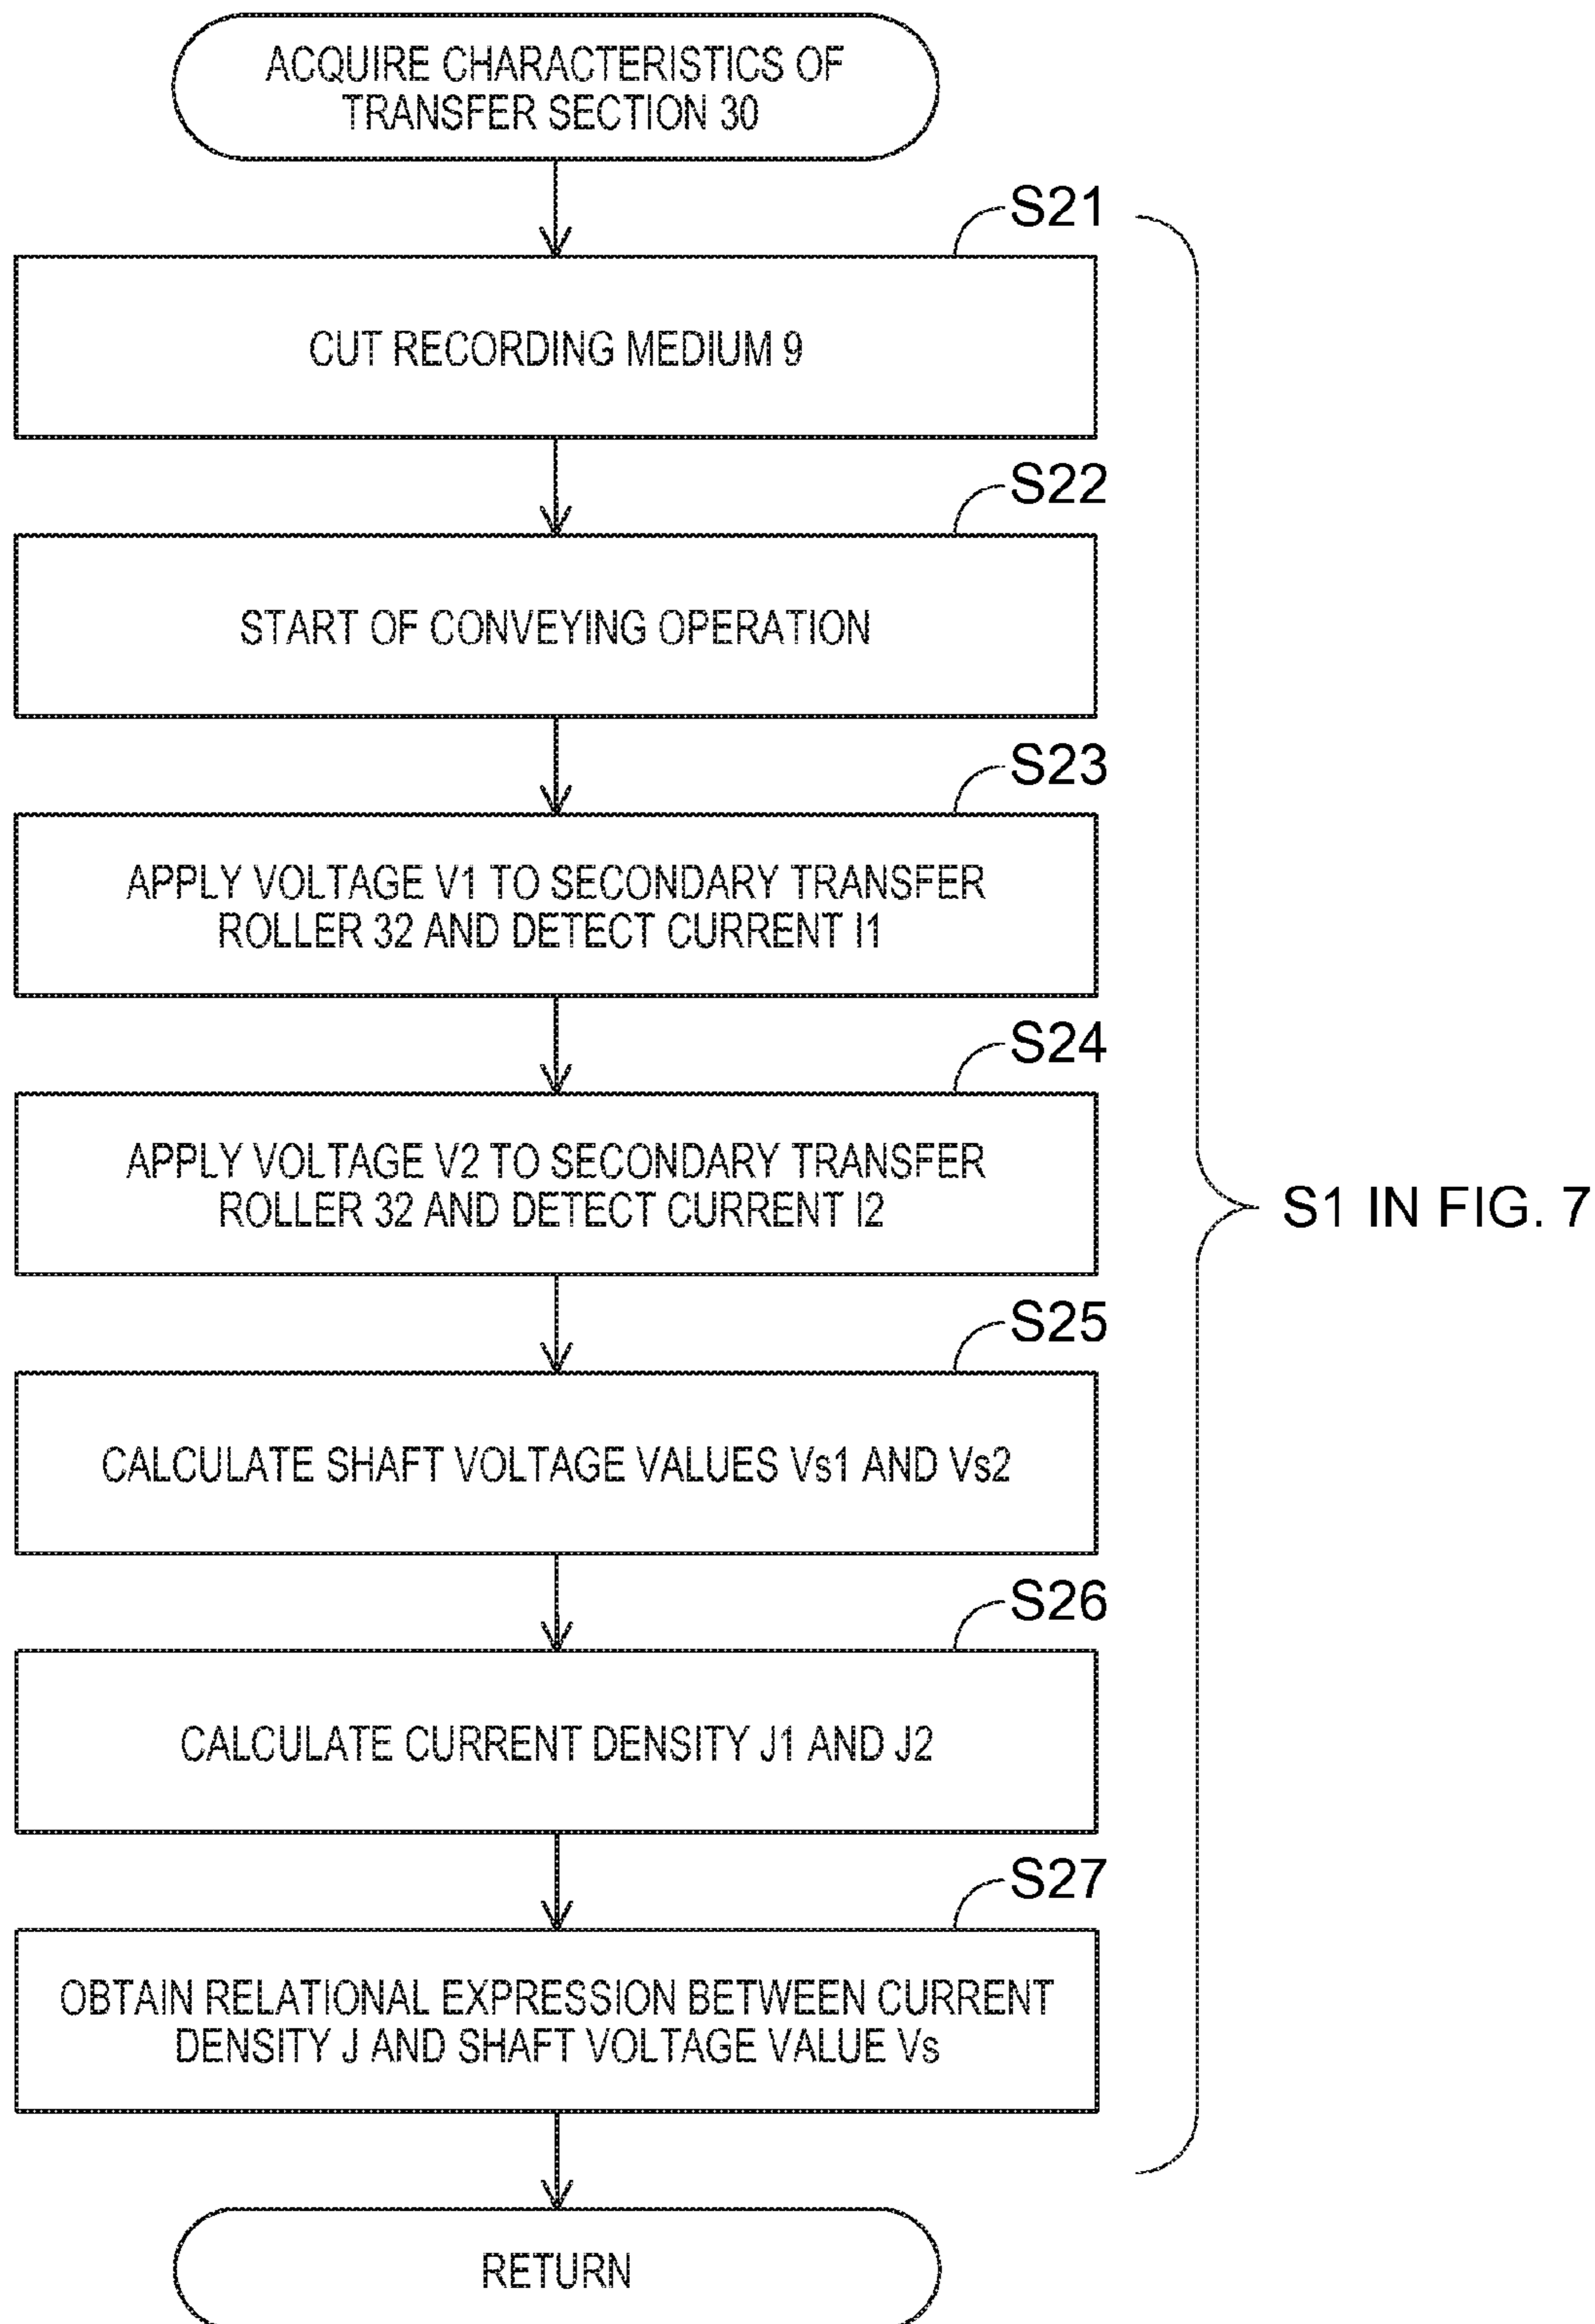 ACQUIRE CHARACTERISTICS OF
TRANSFER SECTION 30
S21
CUT RECORDING MEDIUM 9
S22
START OF CONVEYING OPERATION
S23
APPLY VOLTAGE V1 TO SECONDARY TRANSFER
ROLLER 32 AND DETECT CURRENT I1
S24
APPLY VOLTAGE V2 TO SECONDARY TRANSFER
ROLLER 32 AND DETECT CURRENT I2
S1 IN FIG. 7
S25
CALCULATE SHAFT VOLTAGE VALUES Vs1 AND Vs2
S26
CALCULATE CURRENT DENSITY J1 AND J2
S27
OBTAIN RELATIONAL EXPRESSION BETWEEN CURRENT
DENSITY J AND SHAFT VOLTAGE VALUE Vs
RETURN